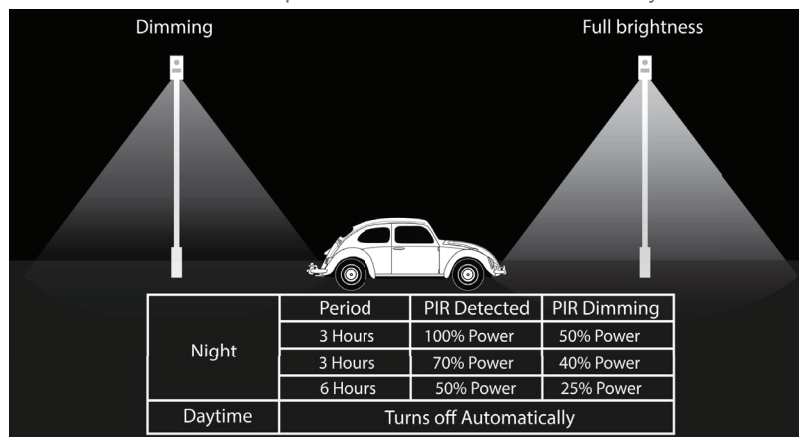 Dimming Full brightness
Period PIR Detected PIR Dimming
3 Hours 100% Power 50% Power
Night
3 Hours 70% Power 40% Power
6 Hours 50% Power 25% Power
Daytime Turns off Automatically